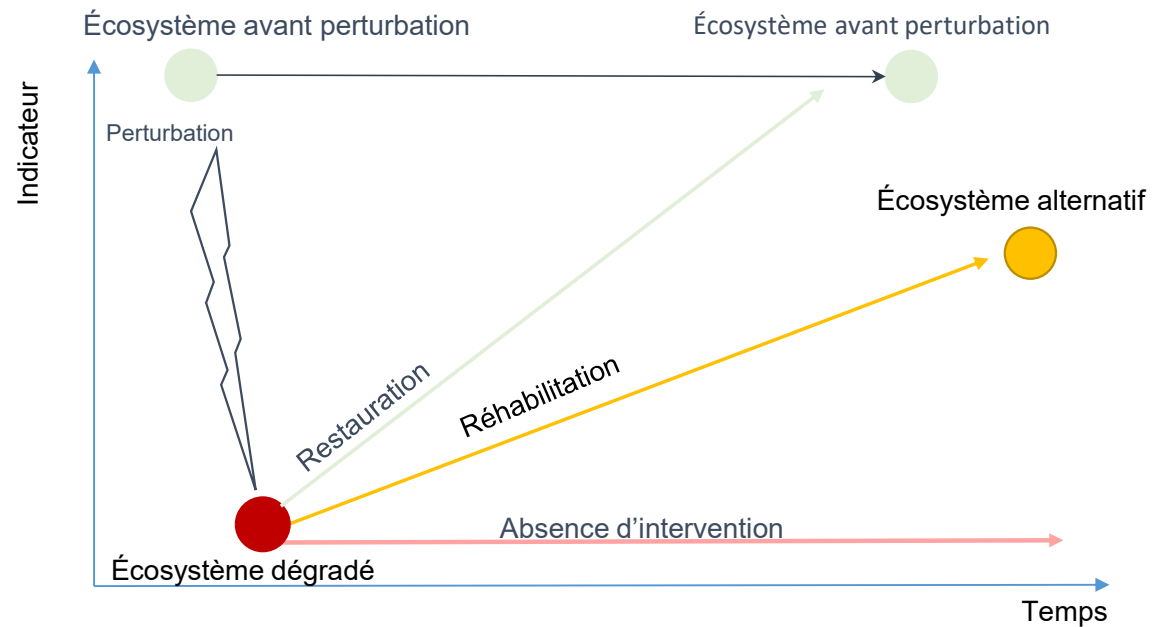 Écosystème avant perturbation
Écosystème avant perturbation
Indicateur
Perturbation
Écosystème alternatif
Restauration
Réhabilitation
Absence d’intervention
Écosystème dégradé
Temps